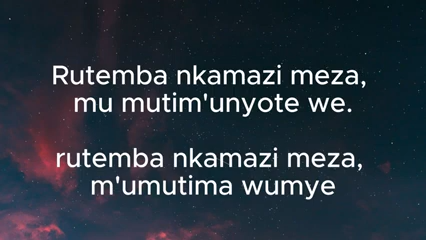 Rutemba nkamazi meza,
mu mutim'unyote we.
rutemba nkamazi meza,
m'umutima wumye